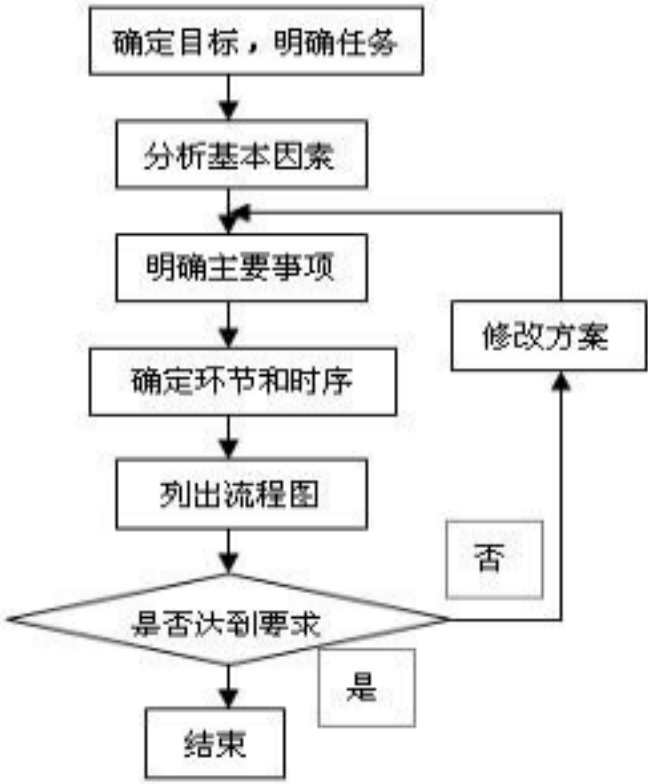 确定目标，明确任务
分析基本因素
明确主要事项
修改方案
确定环节和时序
列出流程图
否
是否达到要求
是
结束